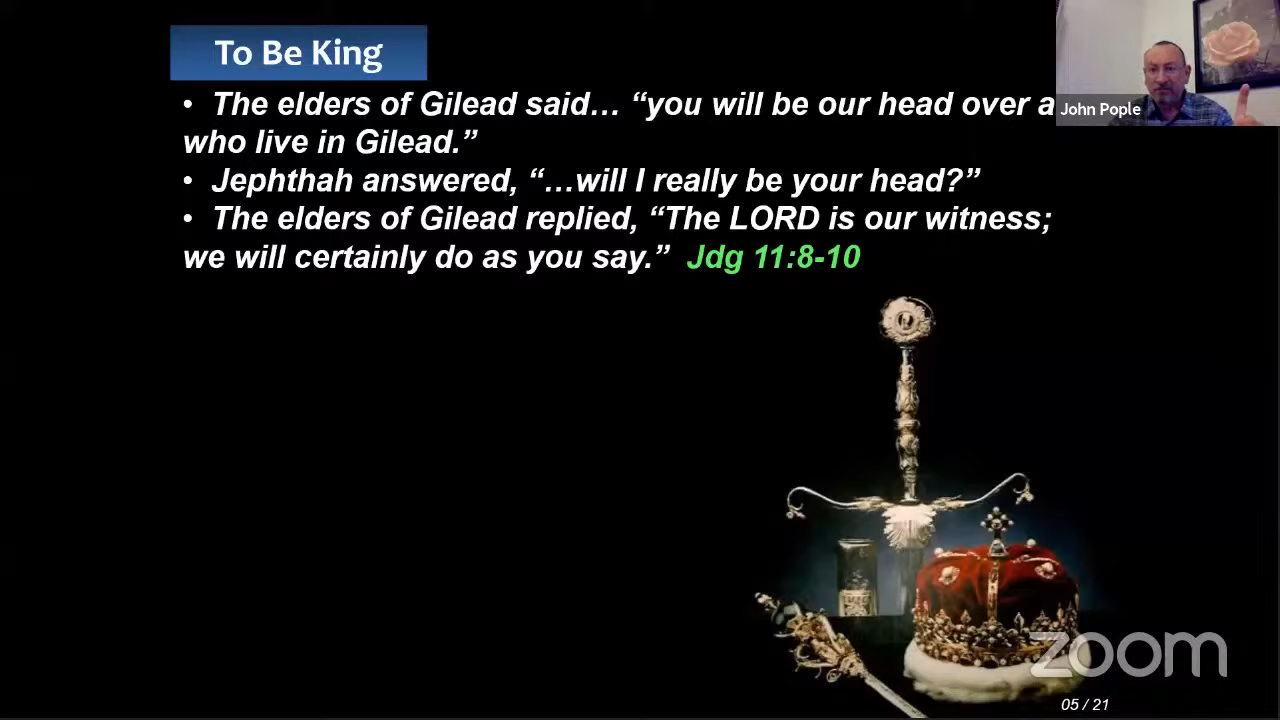 To Be King
• The elders of Gilead said… “you will be our head over a
who live in Gilead.”
• Jephthah answered, “…will I really be your head?”
• The elders of Gilead replied, “The LORD is our witness;
we will certainly do as you say.” Jdg 11:8-10
John Pople
zoom
05 / 21